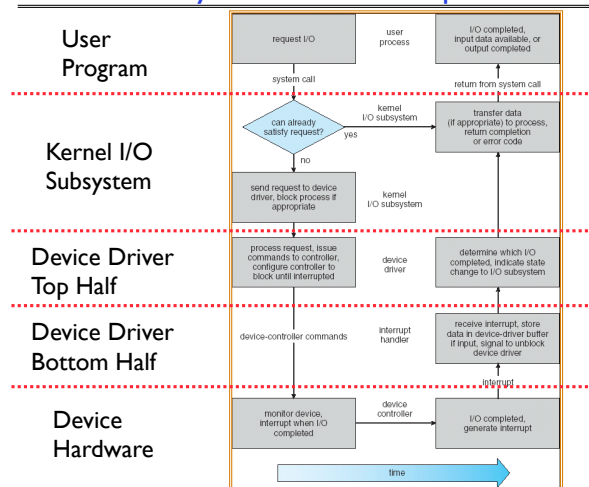 User
Program
request I/O
user
process
I/O completed,
input data available, or
output completed
system call
return from system call
Kernel I/O
Subsystem
can already
satisfy request?
yes
no
kernel
I/O subsystem
transfer data
(if appropriate) to process,
return completion
or error code
send request to device
driver, block process if
appropriate
kernel
I/O subsystem
Device Driver
Top Half
process request, issue
commands to controller,
configure controller to
block until interrupted
device
driver
determine which I/O
completed, indicate state
change to I/O subsystem
Device Driver
Bottom Half
device-controller commands
interrupt
handler
receive interrupt, store
data in device-driver buffer
if input, signal to unblock
device driver
interrupt
Device
Hardware
monitor device,
interrupt when I/O
completed
device
controller
I/O completed,
generate interrupt
time